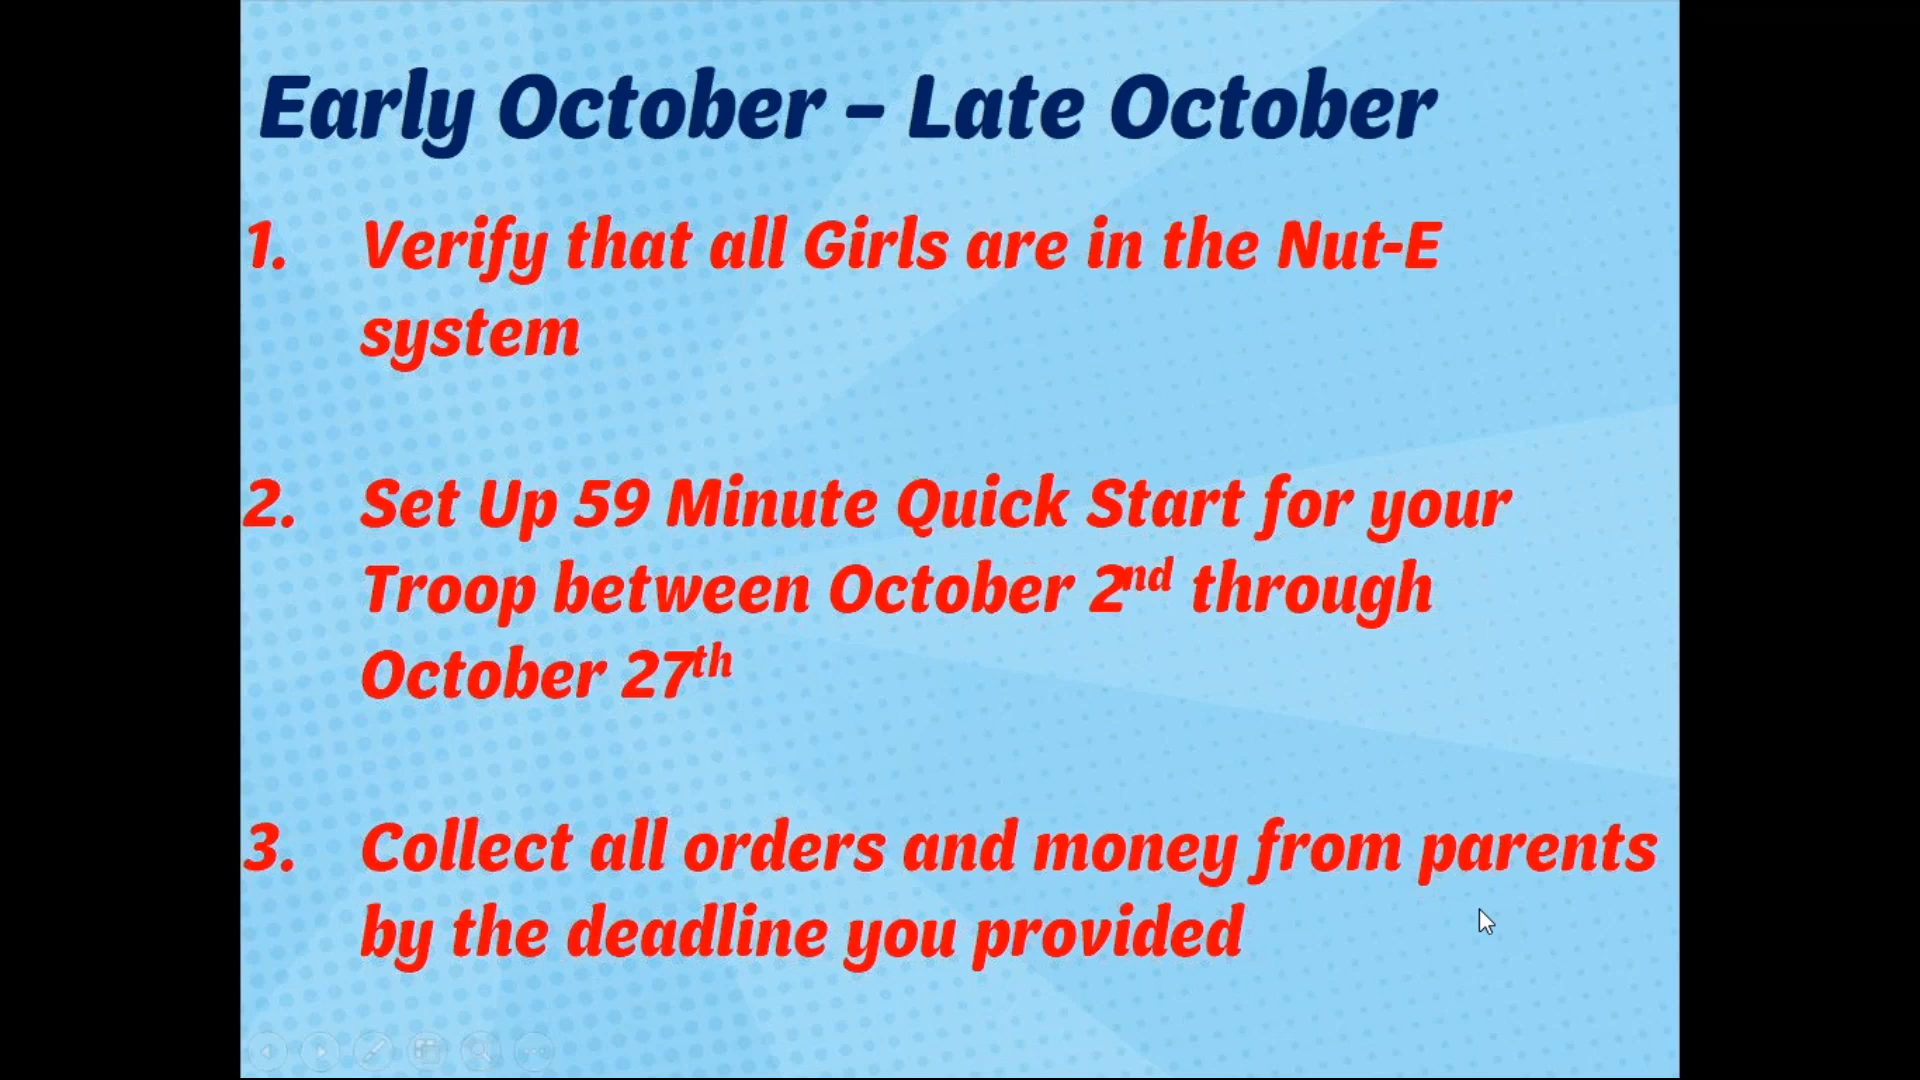 Early October – Late October
1. Verify that all Girls are in the Nut-E
system
2. Set Up 59 Minute Quick Start for your
Troop between October 2nd through
October 27th
3. Collect all orders and money from parents
by the deadline you provided